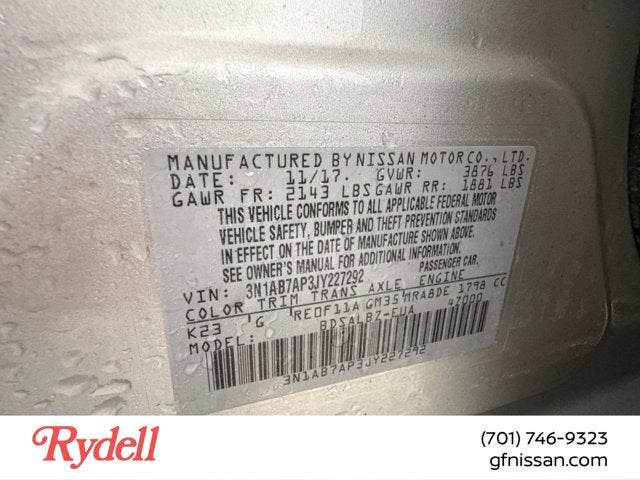 MANUFACTURED BY NISSAN MOTOR CO., LTD.
DATE: 11/17. GVWR: 3876 LBS
GAWR FR: 2143 LBS GAWR RR: 1881 LBS
THIS VEHICLE CONFORMS TO ALL APPLICABLE FEDERAL MOTOR
VEHICLE SAFETY, BUMPER AND THEFT PREVENTION STANDARDS
IN EFFECT ON THE DATE OF MANUFACTURE SHOWN ABOVE.
SEE OWNER'S MANUAL FOR ADDITIONAL INFORMATION.
VIN: 3N1AB7AP3JY227292 PASSENGER CAR.
COLOR TRIM TRANS AXLE ENGINE
K23 G RE0F11A GM35 MRA8DE 1798 CC
MODEL: BDSALBZ-EUA 47000
3N1AB7AP3JY227292
Rydell
(701) 746-9323
gfnissan.com